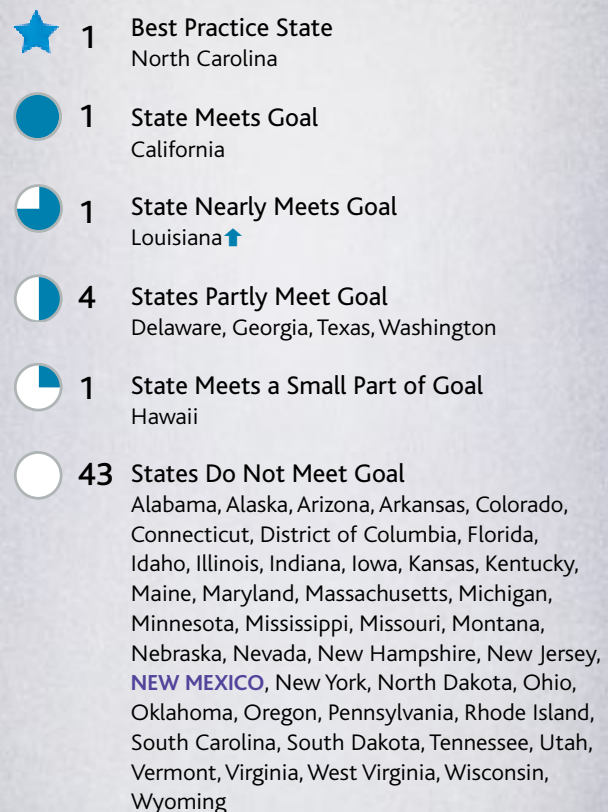 1 Best Practice State
North Carolina
1 State Meets Goal
California
1 State Nearly Meets Goal
Louisiana
4 States Partly Meet Goal
Delaware, Georgia, Texas, Washington
1 State Meets a Small Part of Goal
Hawaii
43 States Do Not Meet Goal
Alabama, Alaska, Arizona, Arkansas, Colorado,
Connecticut, District of Columbia, Florida,
Idaho, Illinois, Indiana, Iowa, Kansas, Kentucky,
Maine, Maryland, Massachusetts, Michigan,
Minnesota, Mississippi, Missouri, Montana,
Nebraska, Nevada, New Hampshire, New Jersey,
NEW MEXICO, New York, North Dakota, Ohio,
Oklahoma, Oregon, Pennsylvania, Rhode Island,
South Carolina, South Dakota, Tennessee, Utah,
Vermont, Virginia, West Virginia, Wisconsin,
Wyoming